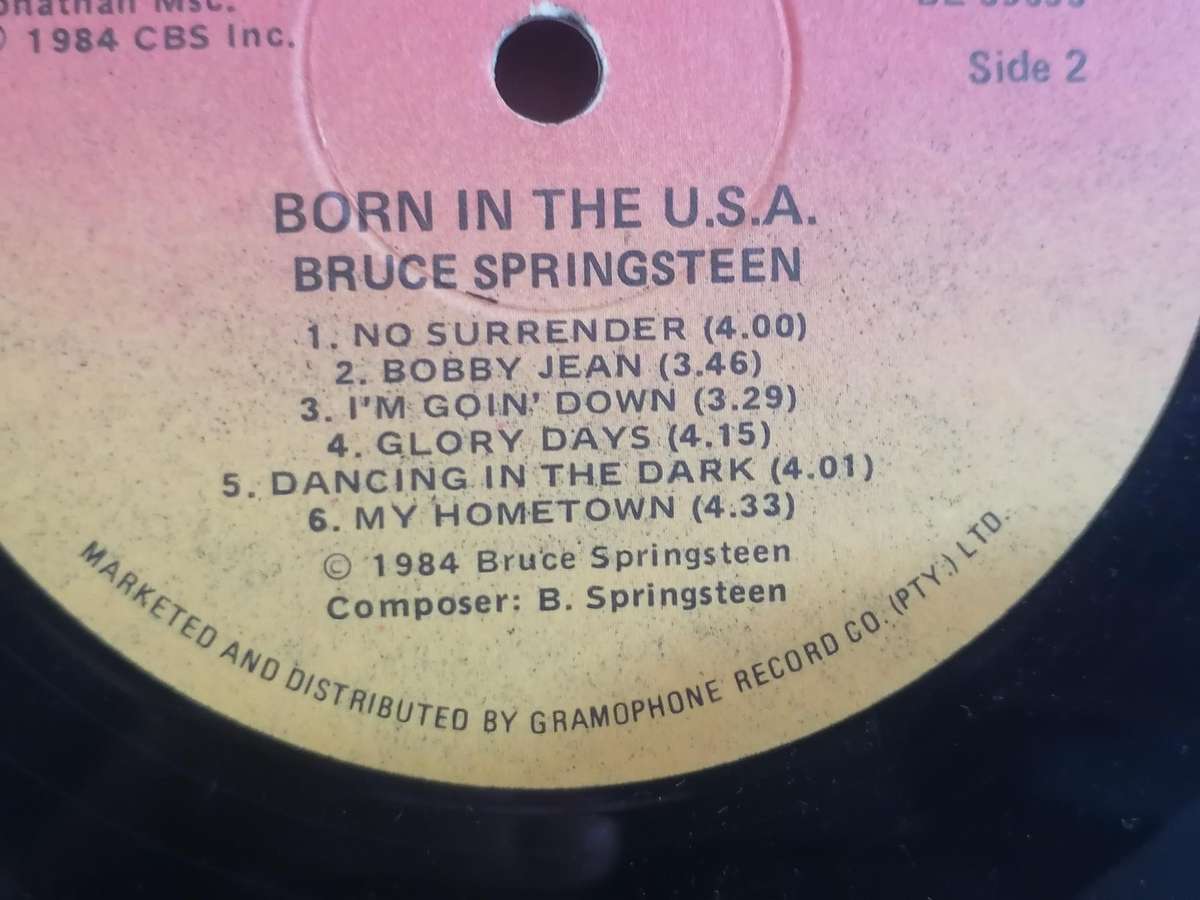 Jonathan Msc.
℗ 1984 CBS Inc.
Side 2
BORN IN THE U.S.A.
BRUCE SPRINGSTEEN
1. NO SURRENDER (4.00)
2. BOBBY JEAN (3.46)
3. I'M GOIN' DOWN (3.29)
4. GLORY DAYS (4.15)
5. DANCING IN THE DARK (4.01)
6. MY HOMETOWN (4.33)
© 1984 Bruce Springsteen
Composer: B. Springsteen
MARKETED AND DISTRIBUTED BY GRAMOPHONE RECORD CO. (PTY.) LTD.